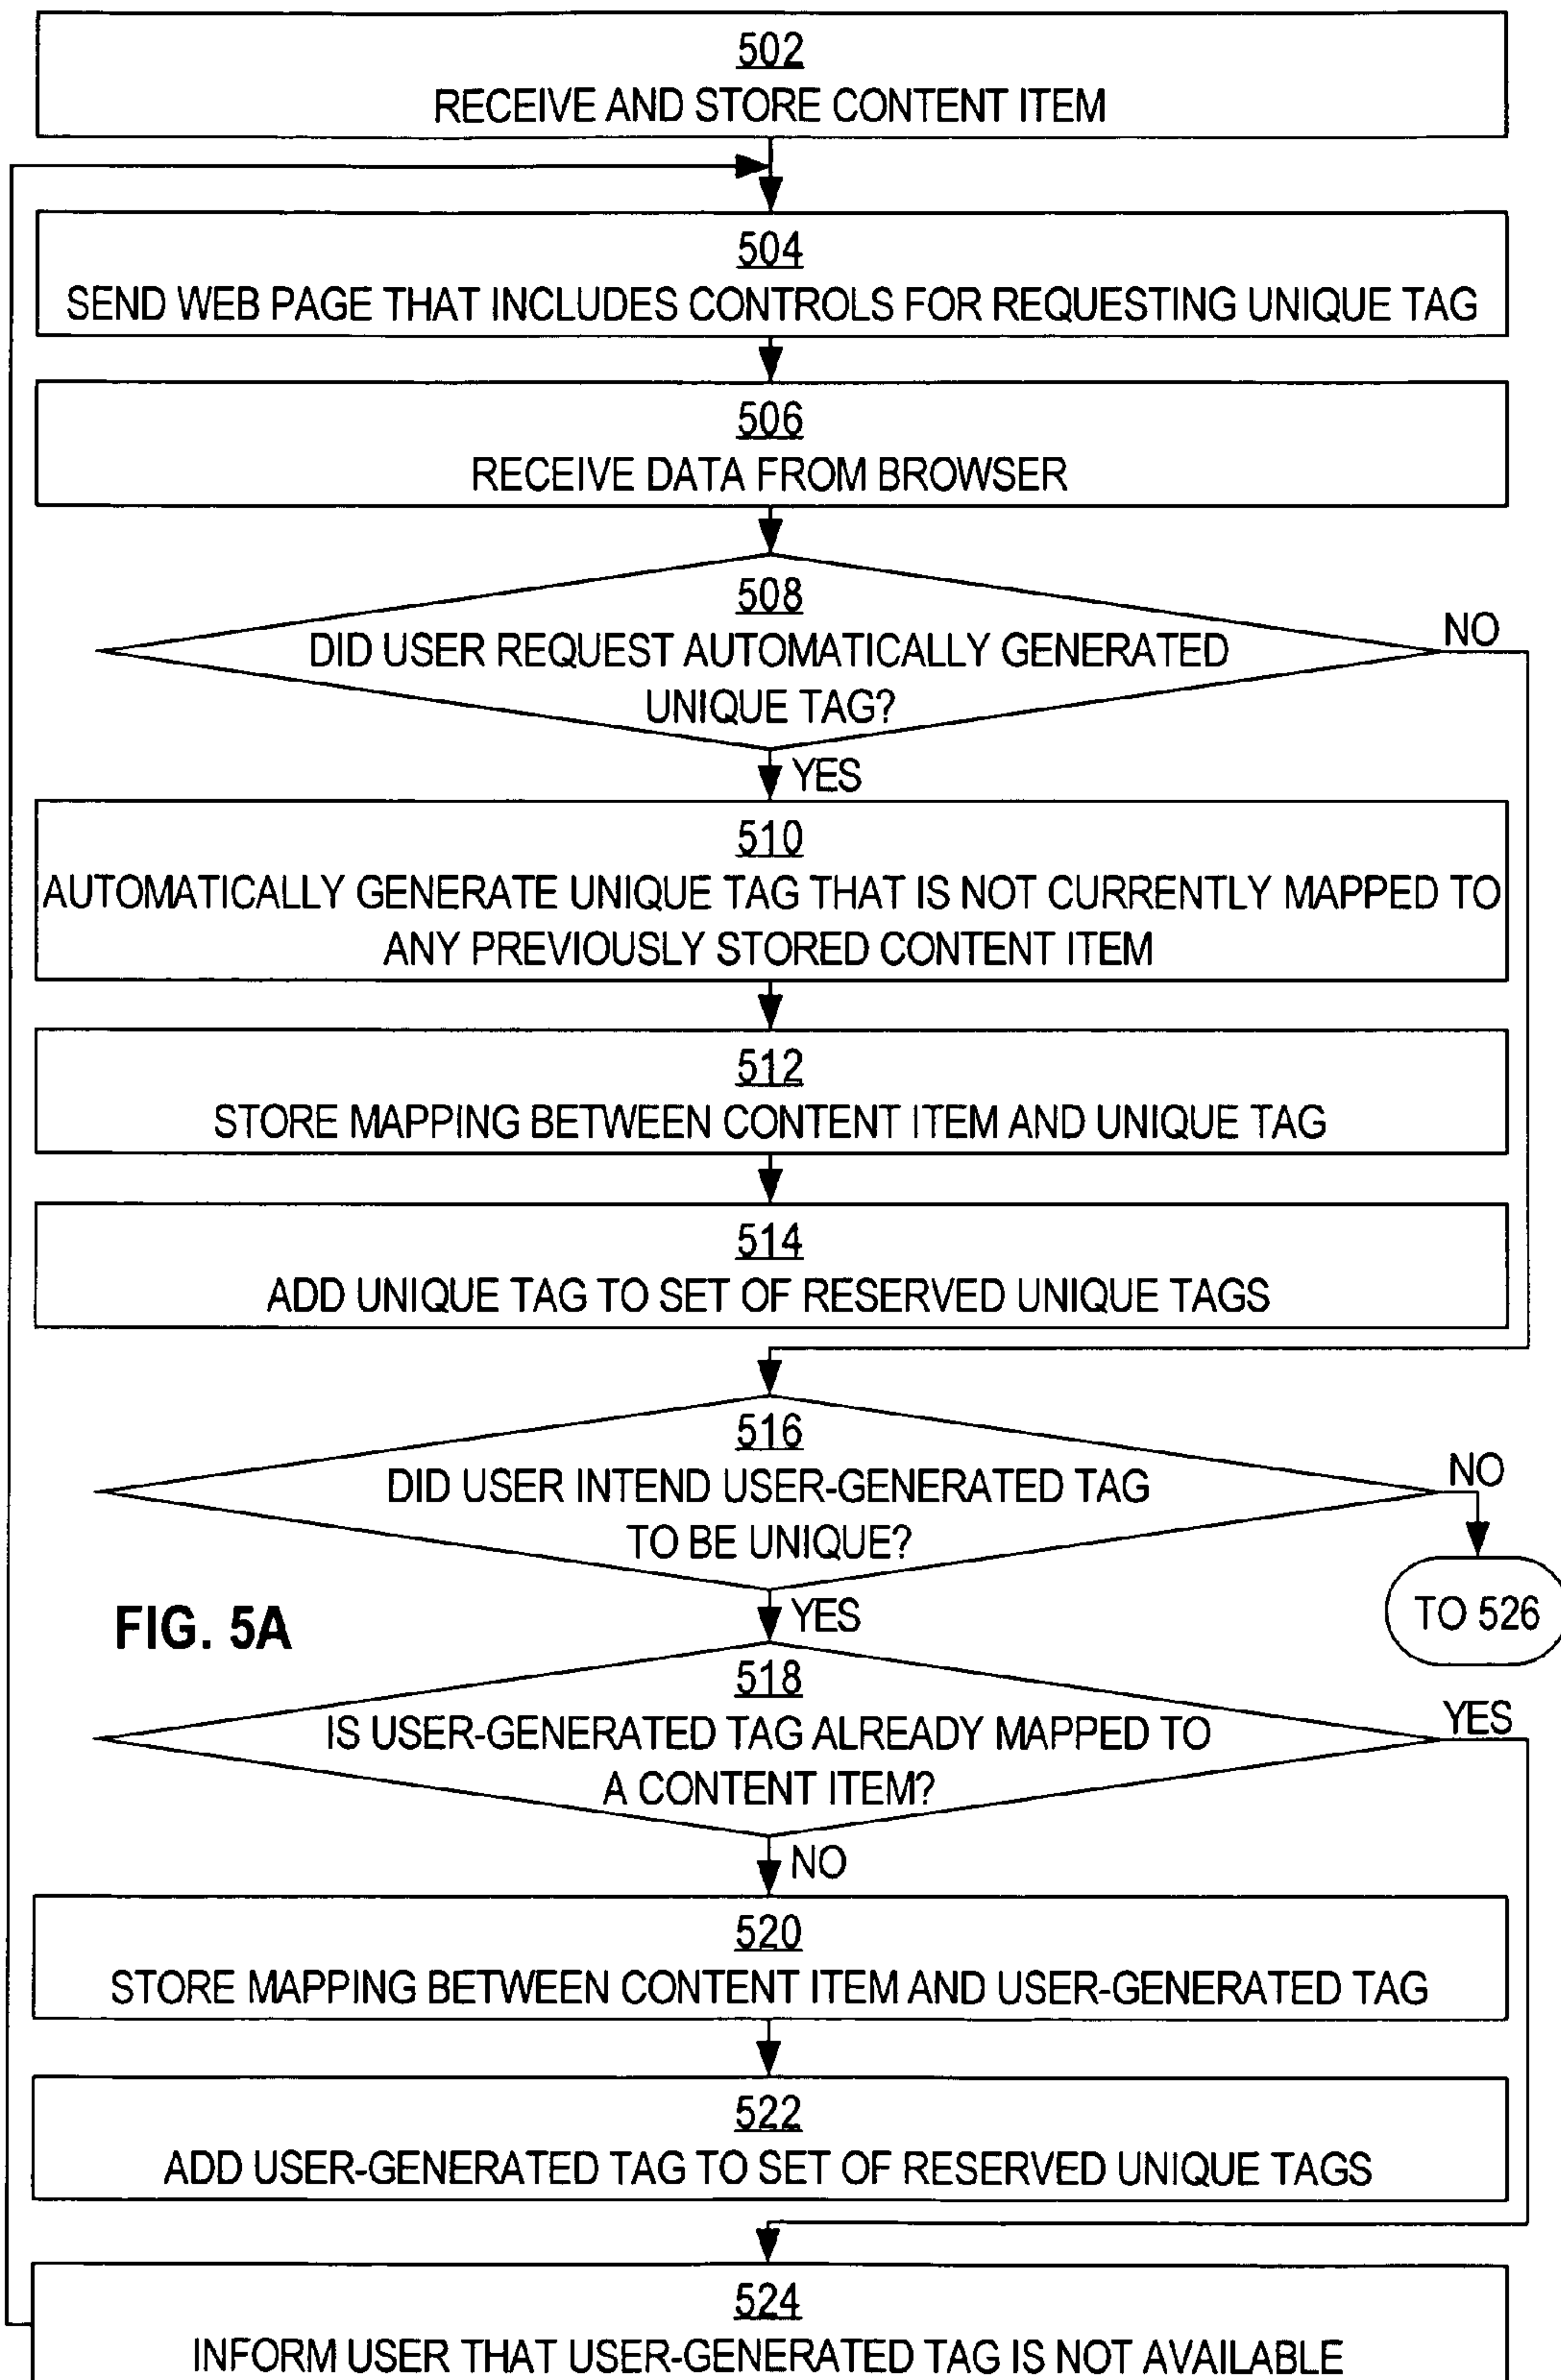 502
RECEIVE AND STORE CONTENT ITEM
504
SEND WEB PAGE THAT INCLUDES CONTROLS FOR REQUESTING UNIQUE TAG
506
RECEIVE DATA FROM BROWSER
508
DID USER REQUEST AUTOMATICALLY GENERATED
UNIQUE TAG?
NO
YES
510
AUTOMATICALLY GENERATE UNIQUE TAG THAT IS NOT CURRENTLY MAPPED TO
ANY PREVIOUSLY STORED CONTENT ITEM
512
STORE MAPPING BETWEEN CONTENT ITEM AND UNIQUE TAG
514
ADD UNIQUE TAG TO SET OF RESERVED UNIQUE TAGS
516
DID USER INTEND USER-GENERATED TAG
TO BE UNIQUE?
NO
TO 526
YES
FIG. 5A
518
IS USER-GENERATED TAG ALREADY MAPPED TO
A CONTENT ITEM?
YES
NO
520
STORE MAPPING BETWEEN CONTENT ITEM AND USER-GENERATED TAG
522
ADD USER-GENERATED TAG TO SET OF RESERVED UNIQUE TAGS
524
INFORM USER THAT USER-GENERATED TAG IS NOT AVAILABLE